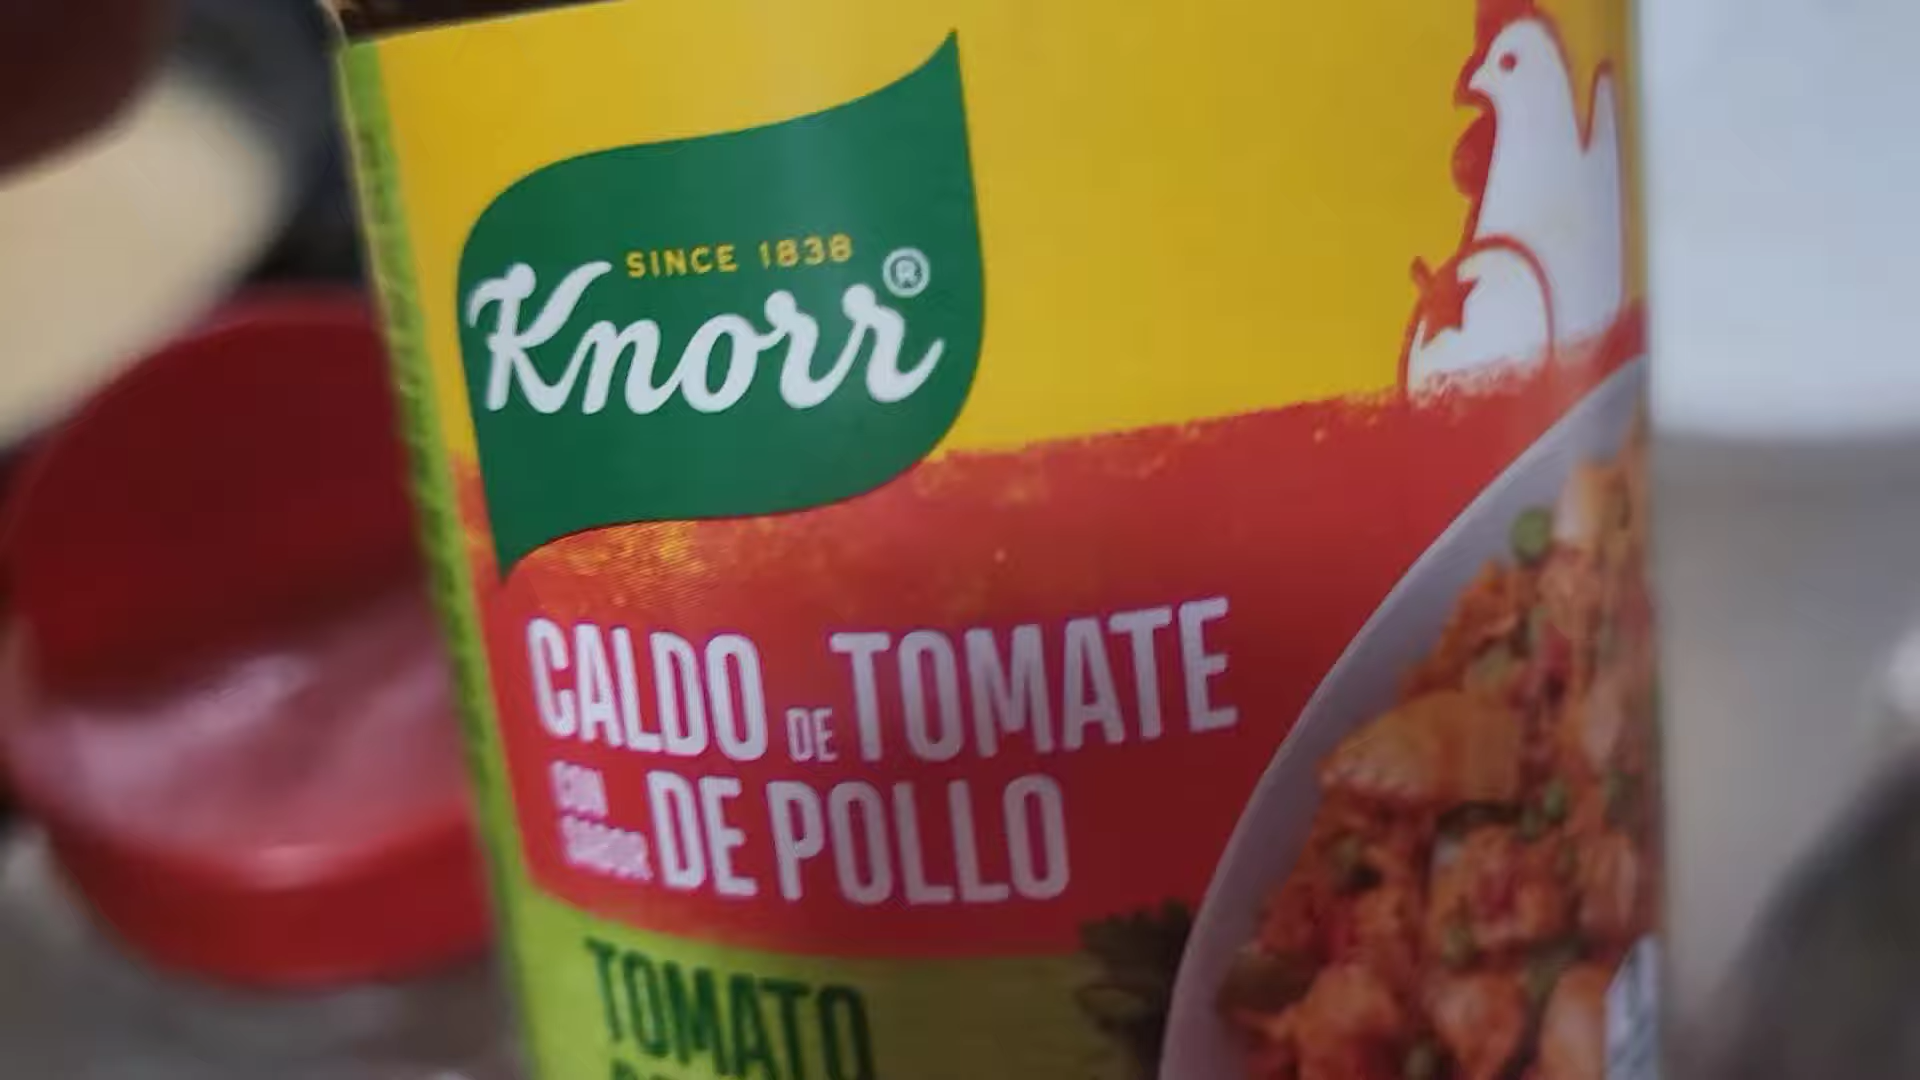 SINCE 1838
Knorr®
CALDO DE TOMATE
CON SABOR DE POLLO
TOMATO